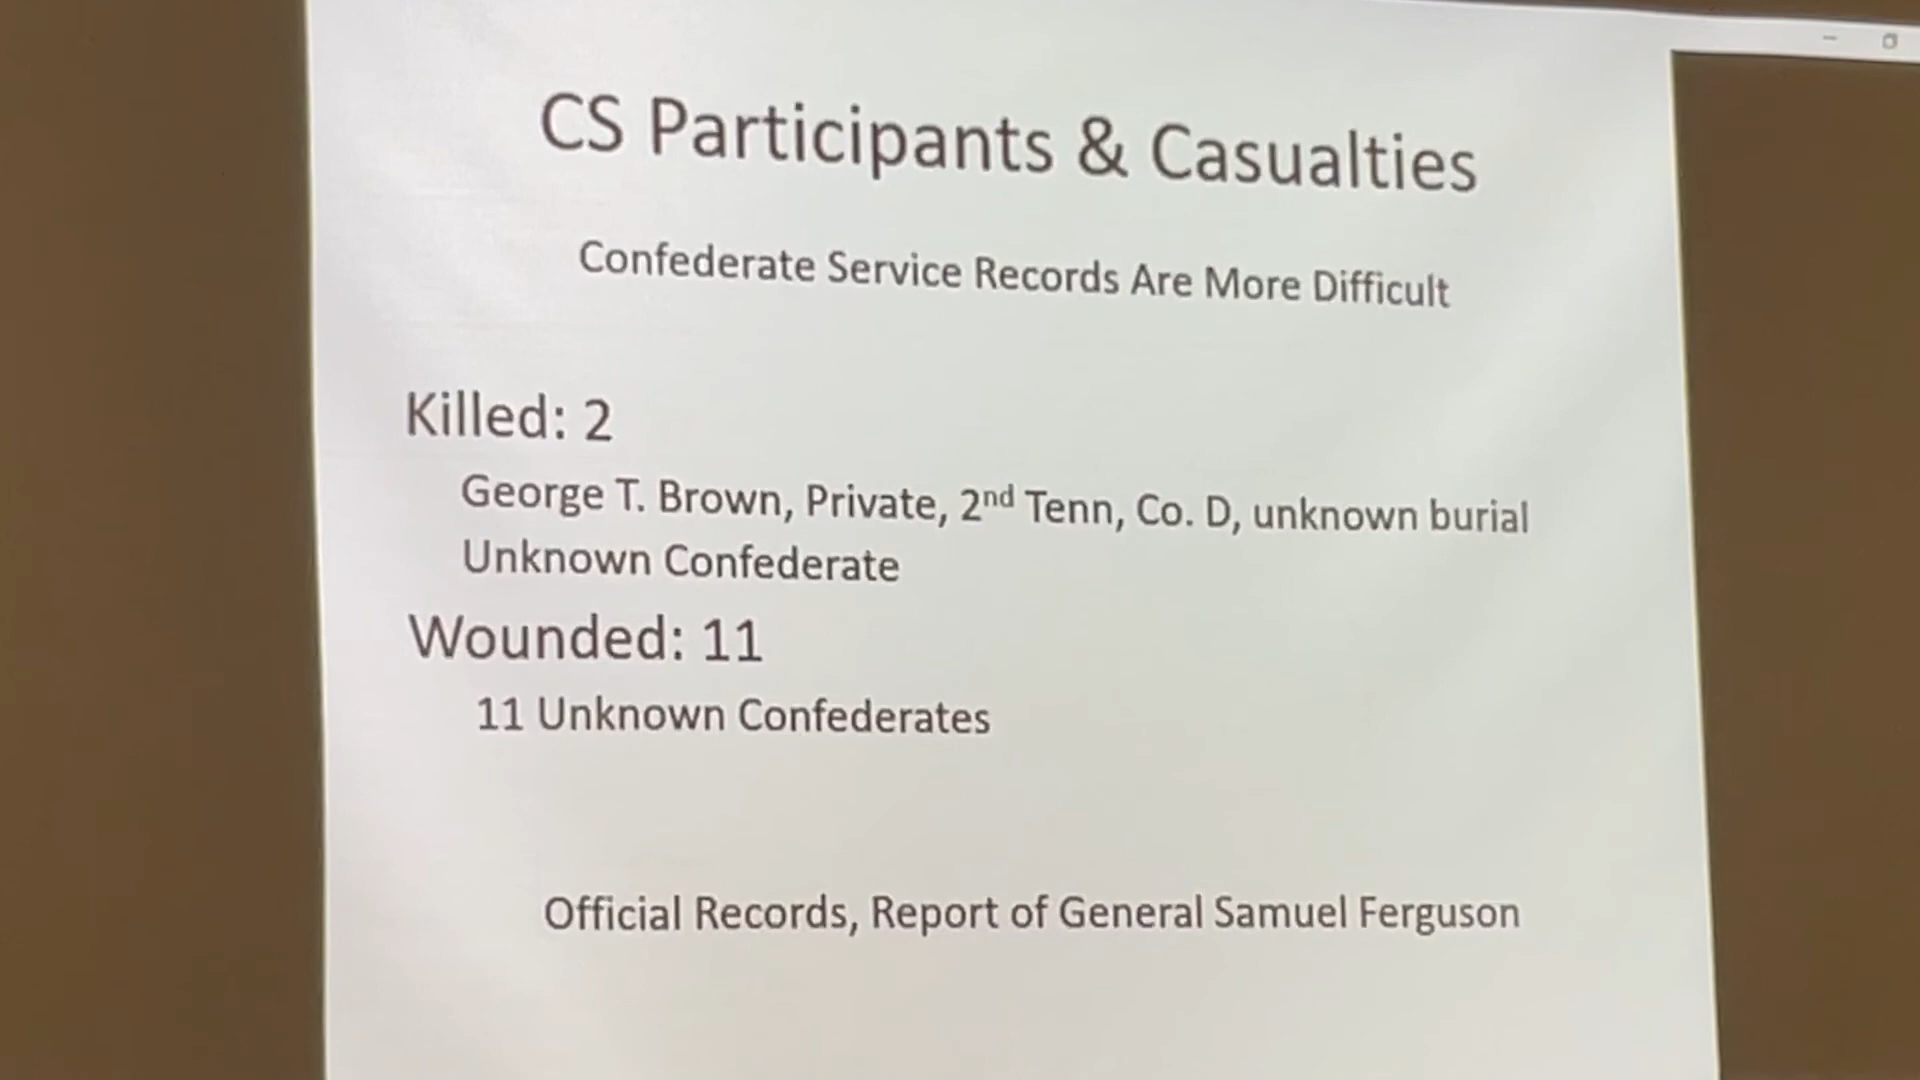 CS Participants & Casualties
Confederate Service Records Are More Difficult
Killed: 2
George T. Brown, Private, 2nd Tenn, Co. D, unknown burial
Unknown Confederate
Wounded: 11
11 Unknown Confederates
Official Records, Report of General Samuel Ferguson